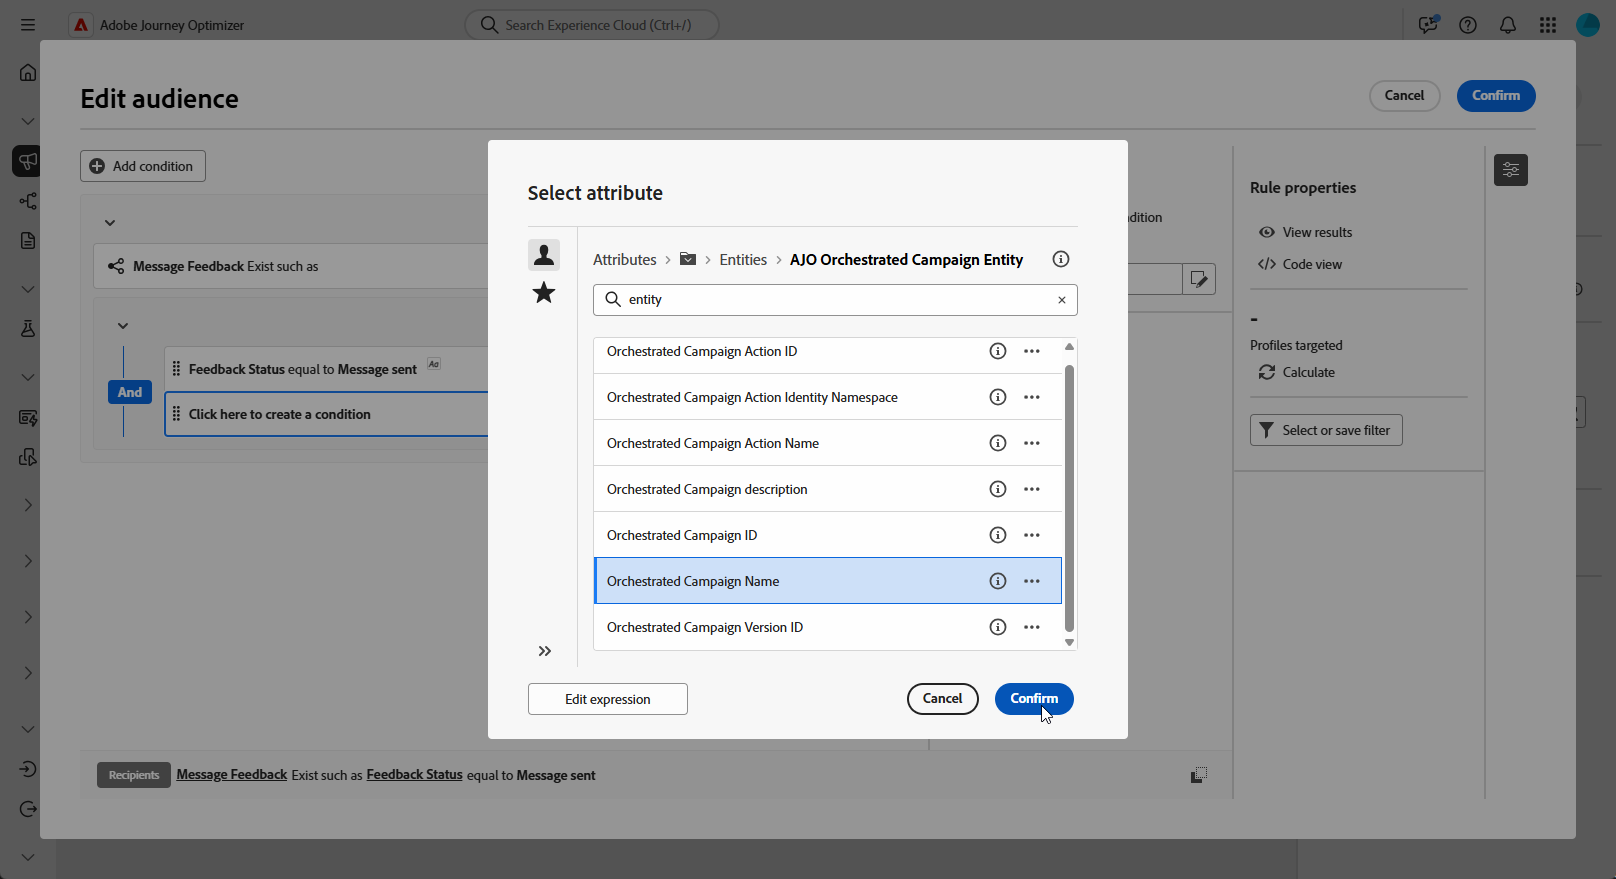 Adobe Journey Optimizer
Search Experience Cloud (Ctrl+/)
Edit audience
Cancel
Confirm
Add condition
Message Feedback Exist such as
And
Feedback Status equal to Message sent
Aa
Click here to create a condition
Select attribute
Attributes > > Entities > AJO Orchestrated Campaign Entity
entity
Orchestrated Campaign Action ID
Orchestrated Campaign Action Identity Namespace
Orchestrated Campaign Action Name
Orchestrated Campaign description
Orchestrated Campaign ID
Orchestrated Campaign Name
Orchestrated Campaign Version ID
Edit expression
Cancel
Confirm
dition
Rule properties
View results
Code view
-
Profiles targeted
Calculate
Select or save filter
Recipients Message Feedback Exist such as Feedback Status equal to Message sent